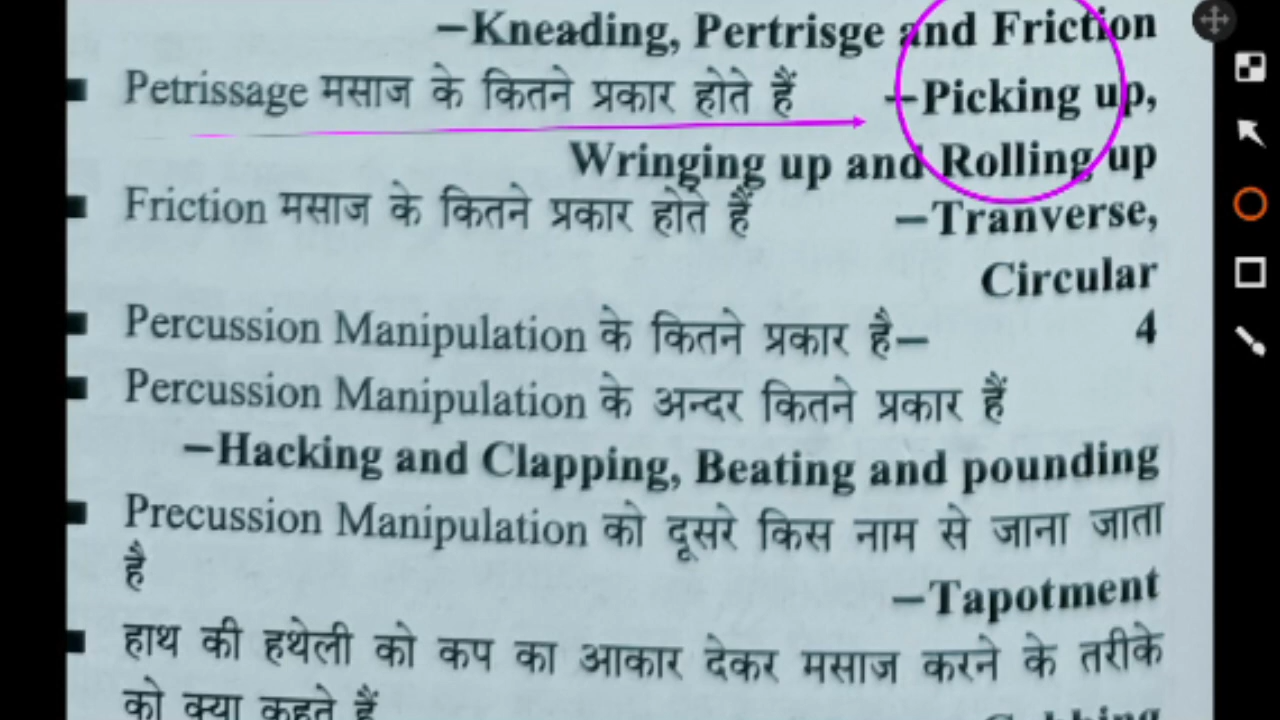 –Kneading, Pertrisge and Friction
Petrissage मसाज के कितने प्रकार होते हैं –Picking up,
Wringing up and Rolling up
Friction मसाज के कितने प्रकार होते हैं –Tranverse,
Circular
Percussion Manipulation के कितने प्रकार है– 4
Percussion Manipulation के अन्दर कितने प्रकार हैं
–Hacking and Clapping, Beating and pounding
Precussion Manipulation को दूसरे किस नाम से जाना जाता
है –Tapotment
हाथ की हथेली को कप का आकार देकर मसाज करने के तरीके
को क्या कहते हैं